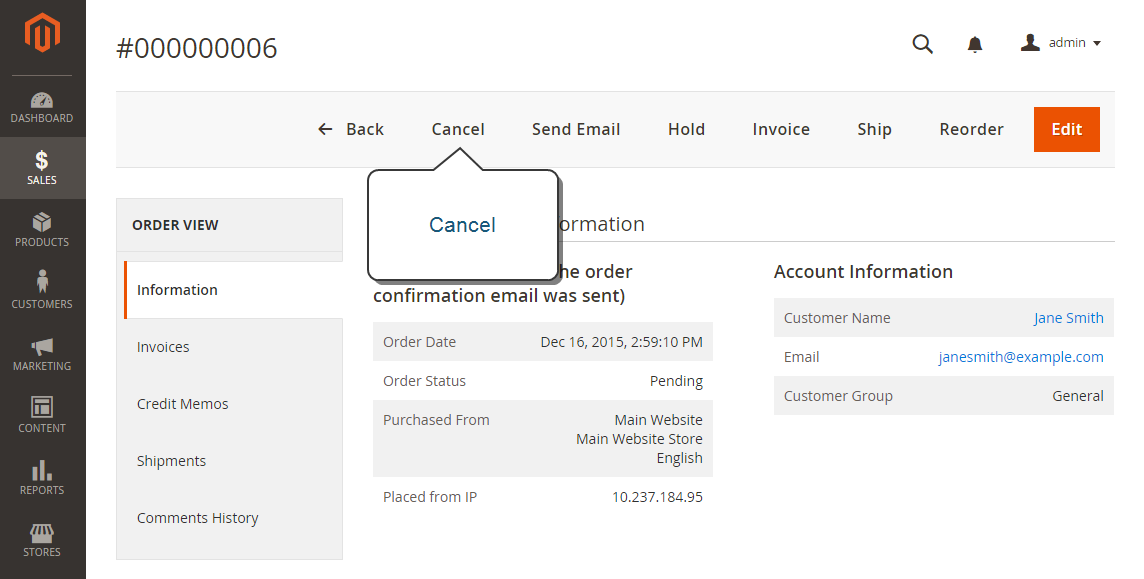 #000000006
admin
Back
Cancel
Send Email
Hold
Invoice
Ship
Reorder
Edit
Cancel
DASHBOARD
SALES
PRODUCTS
CUSTOMERS
MARKETING
CONTENT
REPORTS
STORES
ORDER VIEW
Information
Invoices
Credit Memos
Shipments
Comments History
ormation
he order
confirmation email was sent)
Order Date Dec 16, 2015, 2:59:10 PM
Order Status Pending
Purchased From Main Website
Main Website Store
English
Placed from IP 10.237.184.95
Account Information
Customer Name Jane Smith
Email janesmith@example.com
Customer Group General